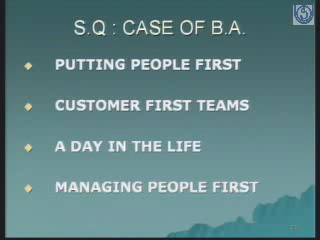 S.Q : CASE OF B.A.
PUTTING PEOPLE FIRST
CUSTOMER FIRST TEAMS
A DAY IN THE LIFE
MANAGING PEOPLE FIRST